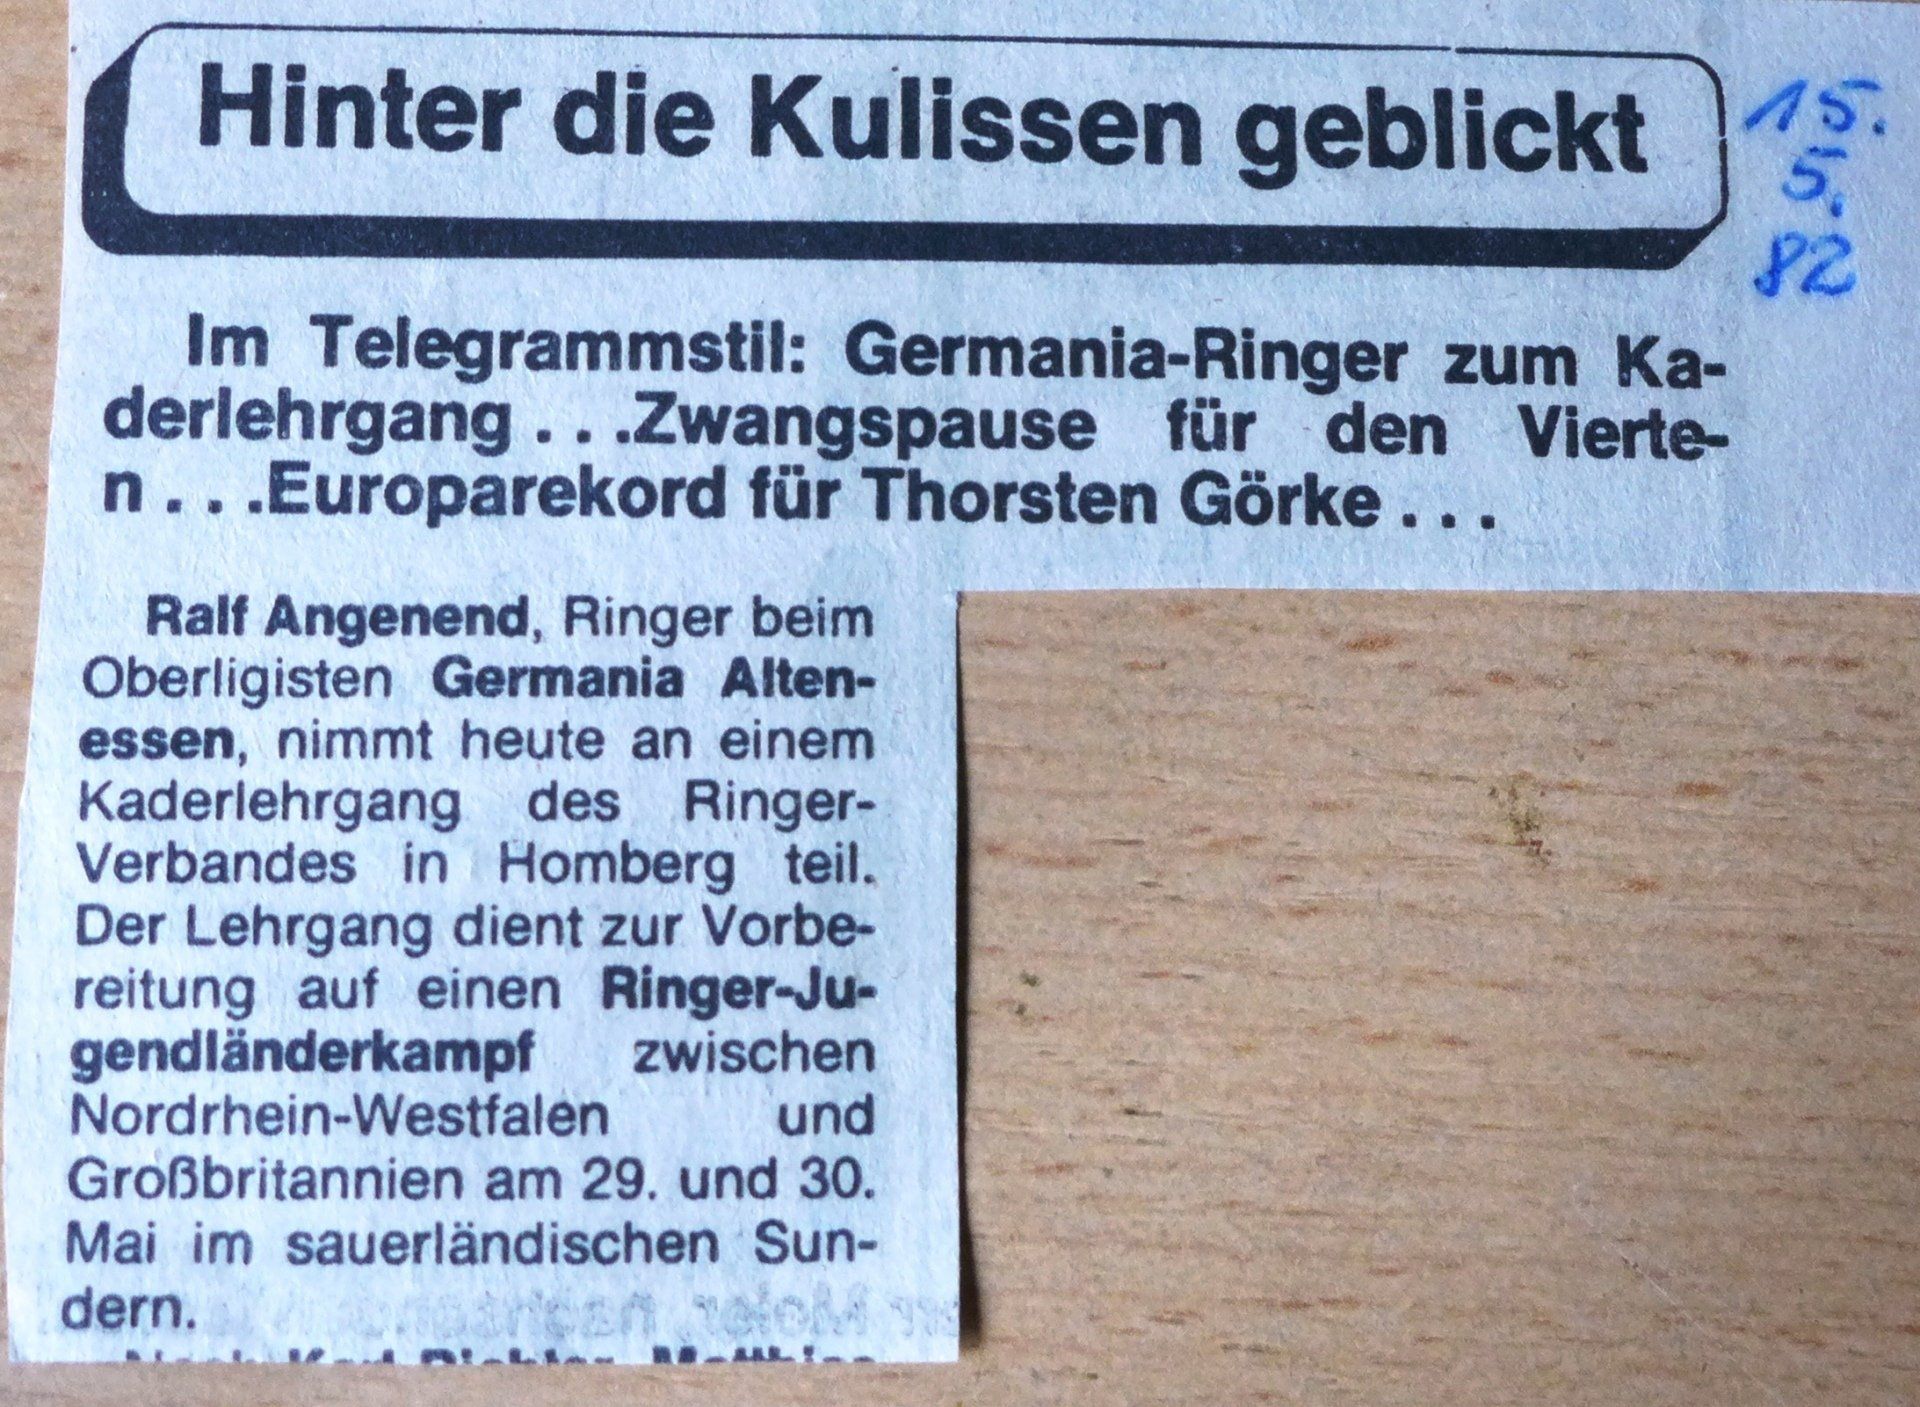 Hinter die Kulissen geblickt
15.
5.
82
Im Telegrammstil: Germania-Ringer zum Ka-
derlehrgang . . .Zwangspause für den Vierte-
n . . .Europarekord für Thorsten Görke . . .
Ralf Angenend, Ringer beim
Oberligisten Germania Alten-
essen, nimmt heute an einem
Kaderlehrgang des Ringer-
Verbandes in Homberg teil.
Der Lehrgang dient zur Vorbe-
reitung auf einen Ringer-Ju-
gendländerkampf zwischen
Nordrhein-Westfalen und
Großbritannien am 29. und 30.
Mai im sauerländischen Sun-
dern.